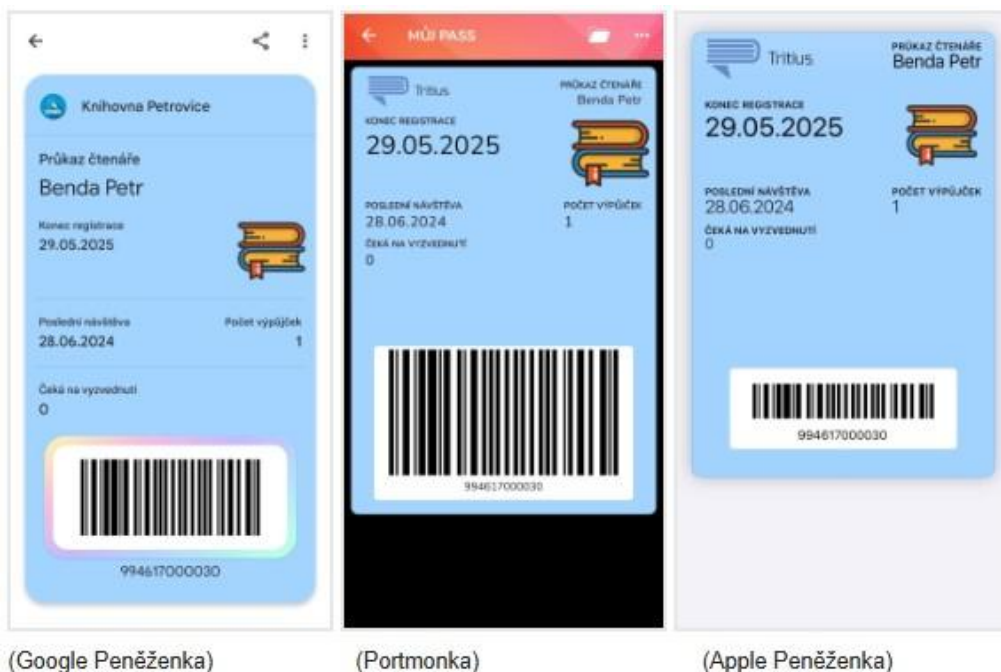 Knihovna Petrovice
Průkaz čtenáře
Benda Petr
Konec registrace
29.05.2025
Poslední návštěva
Počet výpůjček
28.06.2024
1
Čeká na vyzvednutí
0
994617000030
(Google Peněženka)
MŮJ PASS
Tritius
PRŮKAZ ČTENÁŘE
Benda Petr
KONEC REGISTRACE
29.05.2025
POSLEDNÍ NÁVŠTĚVA
POČET VÝPŮJČEK
28.06.2024
1
ČEKÁ NA VYZVEDNUTÍ
0
994617000030
(Portmonka)
Tritius
PRŮKAZ ČTENÁŘE
Benda Petr
KONEC REGISTRACE
29.05.2025
POSLEDNÍ NÁVŠTĚVA
POČET VÝPŮJČEK
28.06.2024
1
ČEKÁ NA VYZVEDNUTÍ
0
994617000030
(Apple Peněženka)